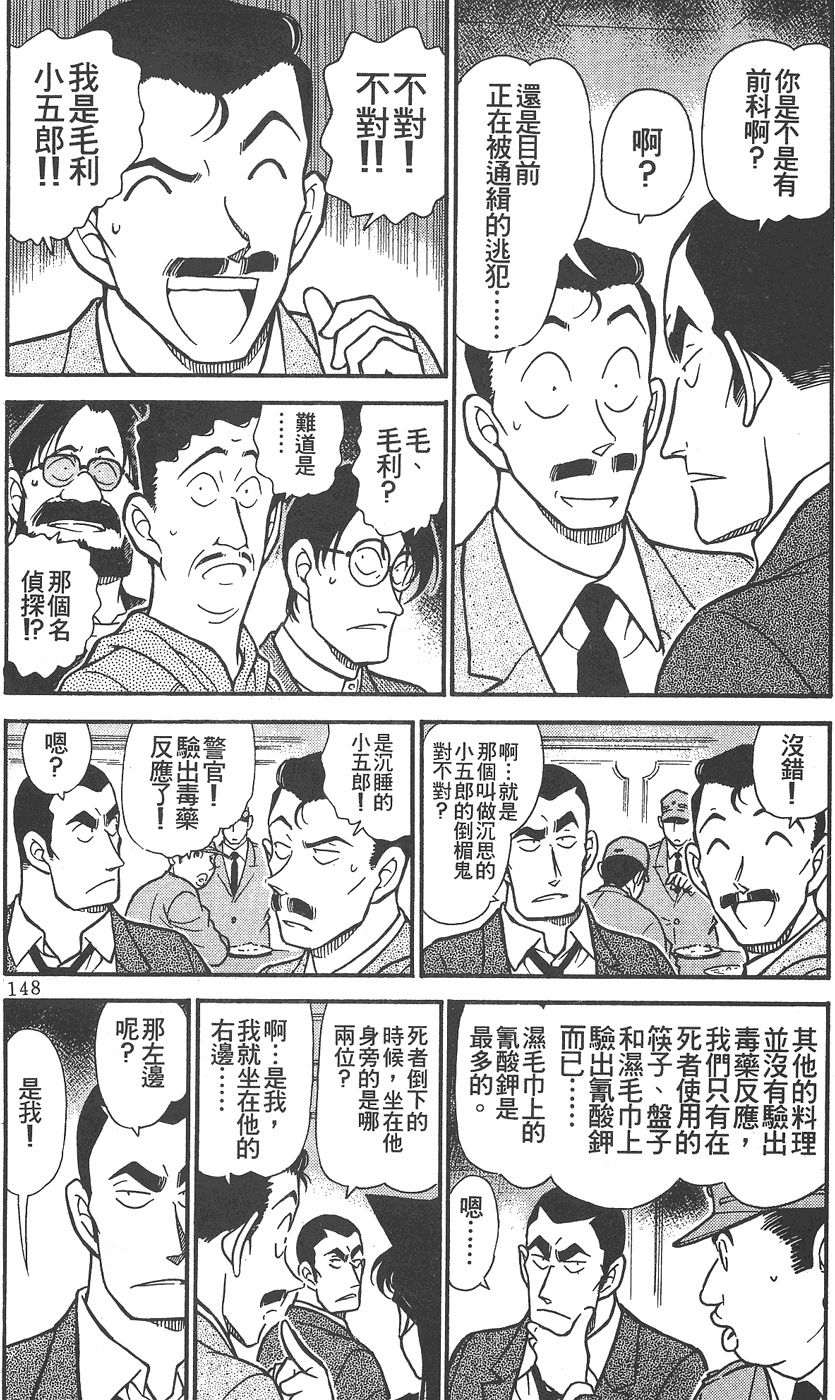 你是不是有
前科啊？
啊？
還是目前
正在被通緝的逃犯……
不對！
不對!!
我是毛利
小五郎!!
毛、
毛利？
難道是
……
那個名
偵探!?
沒錯！
啊…就是
那個叫做沉思的
小五郎的倒楣鬼
對不對？
是沉睡的
小五郎！
警官！
驗出毒藥
反應了！
嗯？
148
其他的料理
並沒有驗出
毒藥反應，
我們只有在
死者使用的
筷子、盤子
和濕毛巾上
驗出氰酸鉀
而已……
濕毛巾上的
氰酸鉀是
最多的。
嗯……
死者倒下的
時候，坐在他
身旁的是哪
兩位？
啊…是我，
我就坐在他的
右邊……
那左邊
呢？
是我！